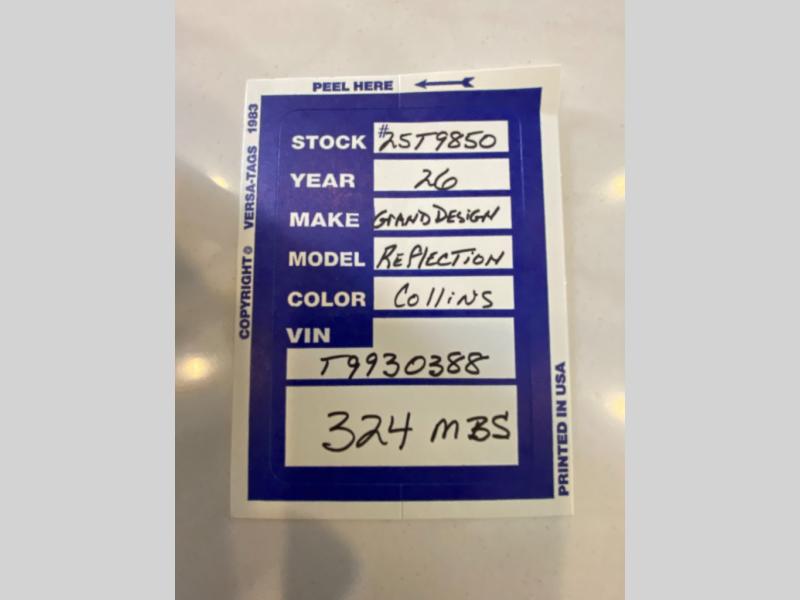 PEEL HERE
COPYRIGHT © VERSA-TAGS 1983
STOCK #25T9850
YEAR 26
MAKE GRAND DESIGN
MODEL REFLECTION
COLOR COLLINS
VIN
T9930388
324 MBS
PRINTED IN USA